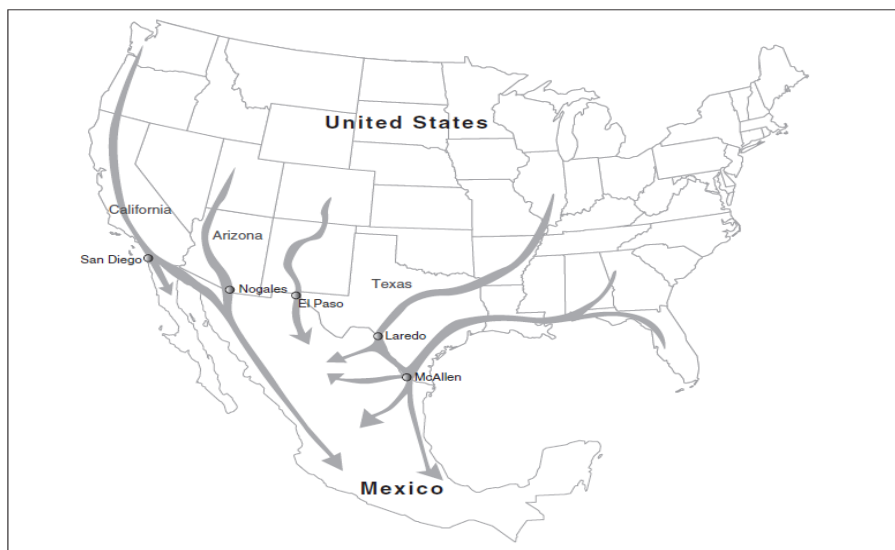 United States
California
Arizona
San Diego
Nogales
El Paso
Texas
Laredo
McAllen
Mexico